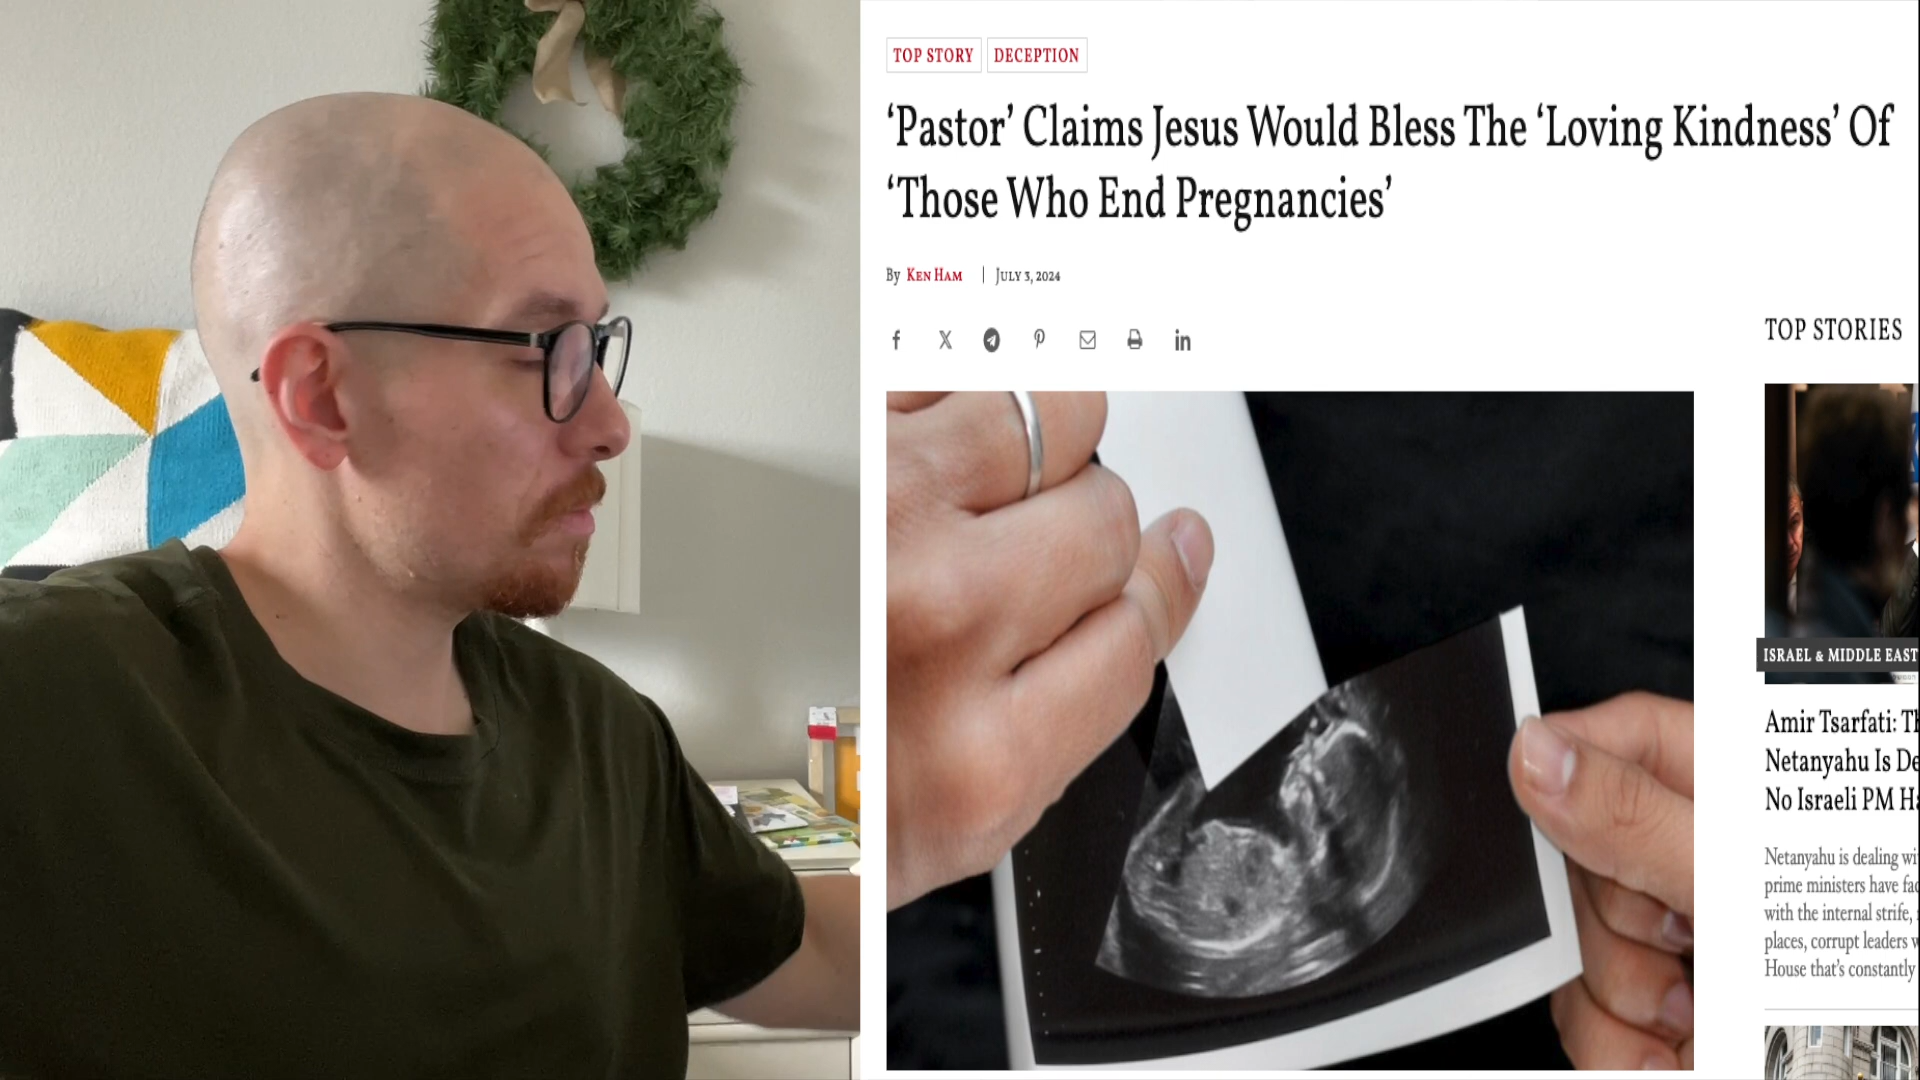 TOP STORY DECEPTION
‘Pastor’ Claims Jesus Would Bless The ‘Loving Kindness’ Of
‘Those Who End Pregnancies’
By KEN HAM | JULY 3, 2024
TOP STORIES
ISRAEL & MIDDLE EAST
Amir Tsarfati:
Netanyahu Is
No Israeli PM
Netanyahu is dealing
prime ministers have
with the internal strife,
places, corrupt leaders
House that’s constantly